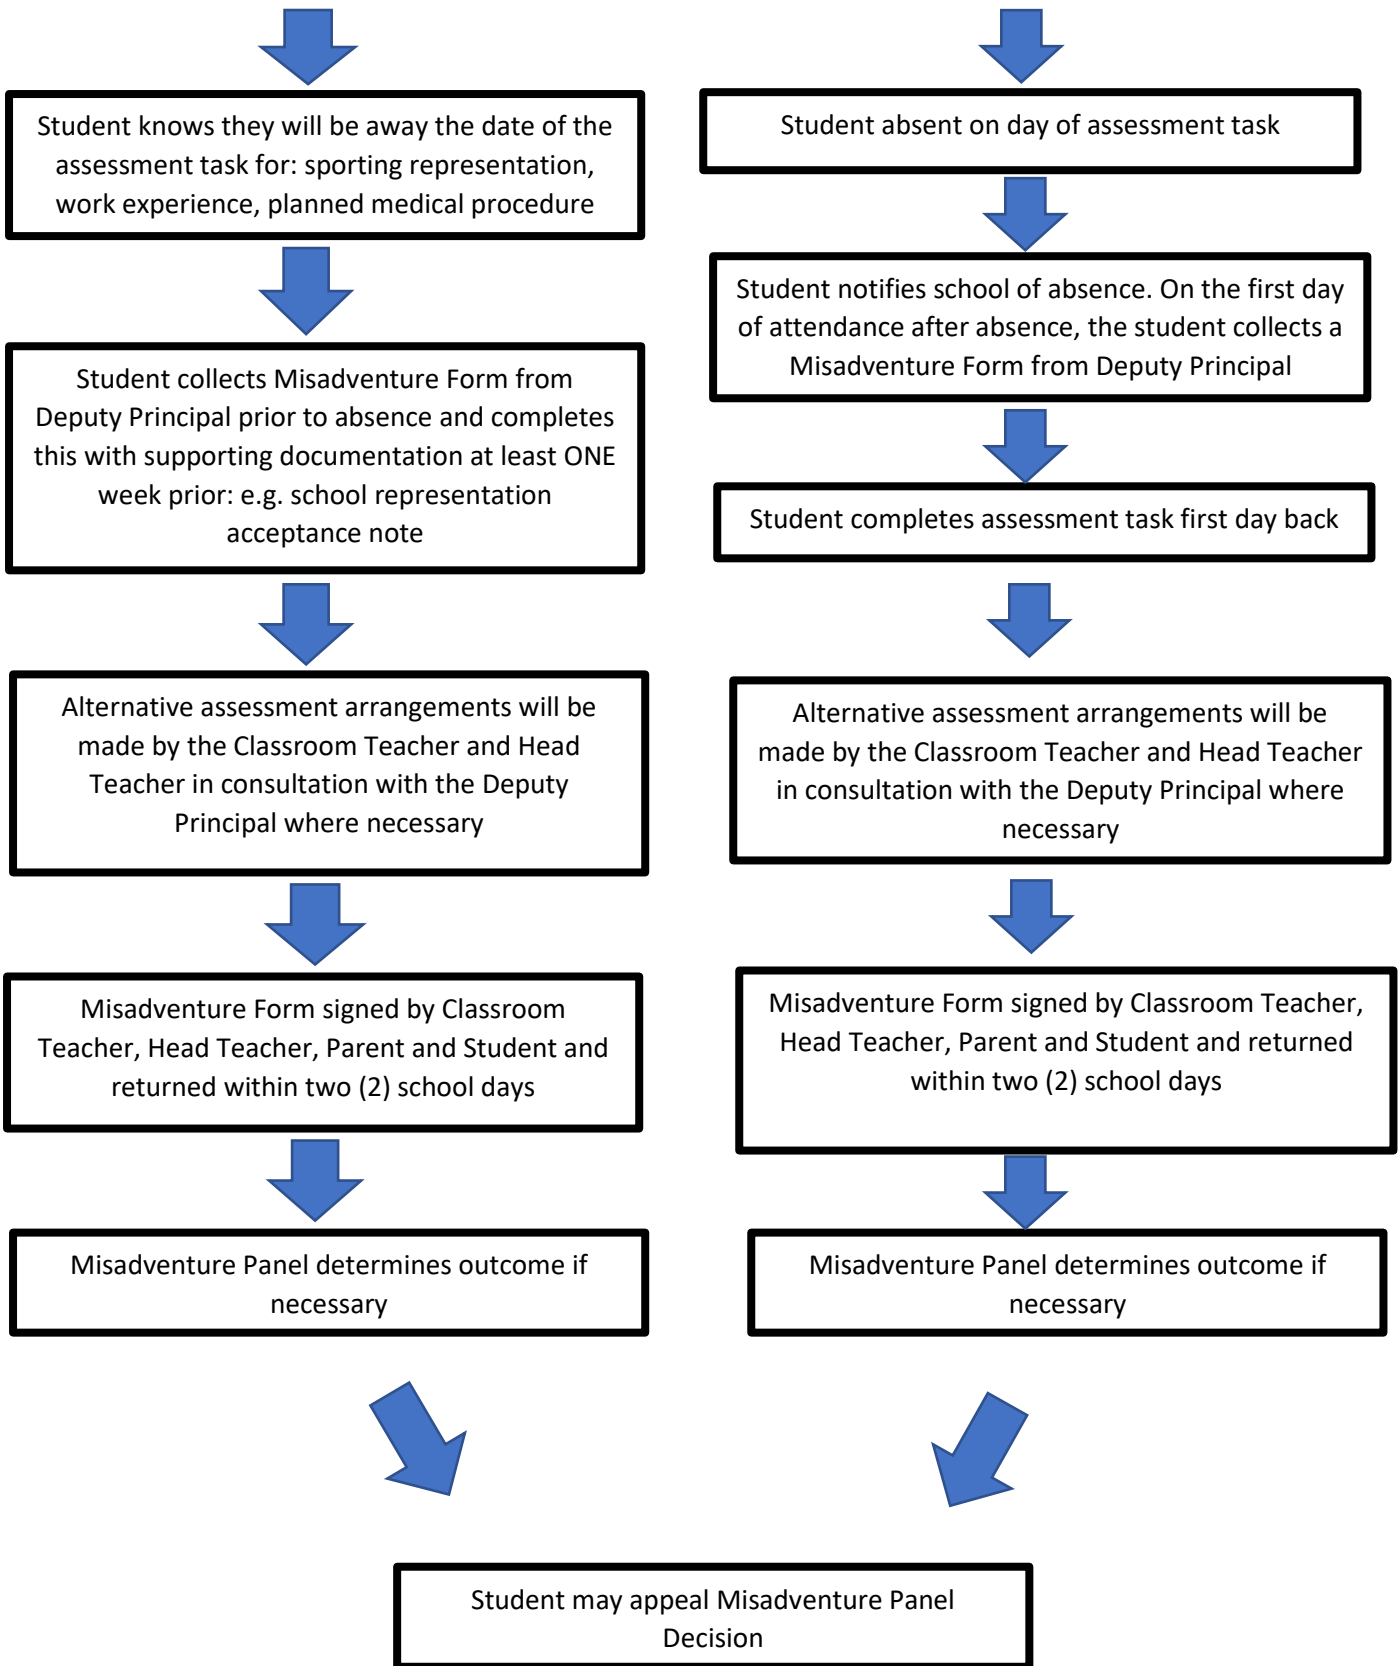 Student knows they will be away the date of the
assessment task for: sporting representation,
work experience, planned medical procedure
Student collects Misadventure Form from
Deputy Principal prior to absence and completes
this with supporting documentation at least ONE
week prior: e.g. school representation
acceptance note
Alternative assessment arrangements will be
made by the Classroom Teacher and Head
Teacher in consultation with the Deputy
Principal where necessary
Misadventure Form signed by Classroom
Teacher, Head Teacher, Parent and Student and
returned within two (2) school days
Misadventure Panel determines outcome if
necessary
Student absent on day of assessment task
Student notifies school of absence. On the first day
of attendance after absence, the student collects a
Misadventure Form from Deputy Principal
Student completes assessment task first day back
Alternative assessment arrangements will be
made by the Classroom Teacher and Head Teacher
in consultation with the Deputy Principal where
necessary
Misadventure Form signed by Classroom Teacher,
Head Teacher, Parent and Student and returned
within two (2) school days
Misadventure Panel determines outcome if
necessary
Student may appeal Misadventure Panel
Decision